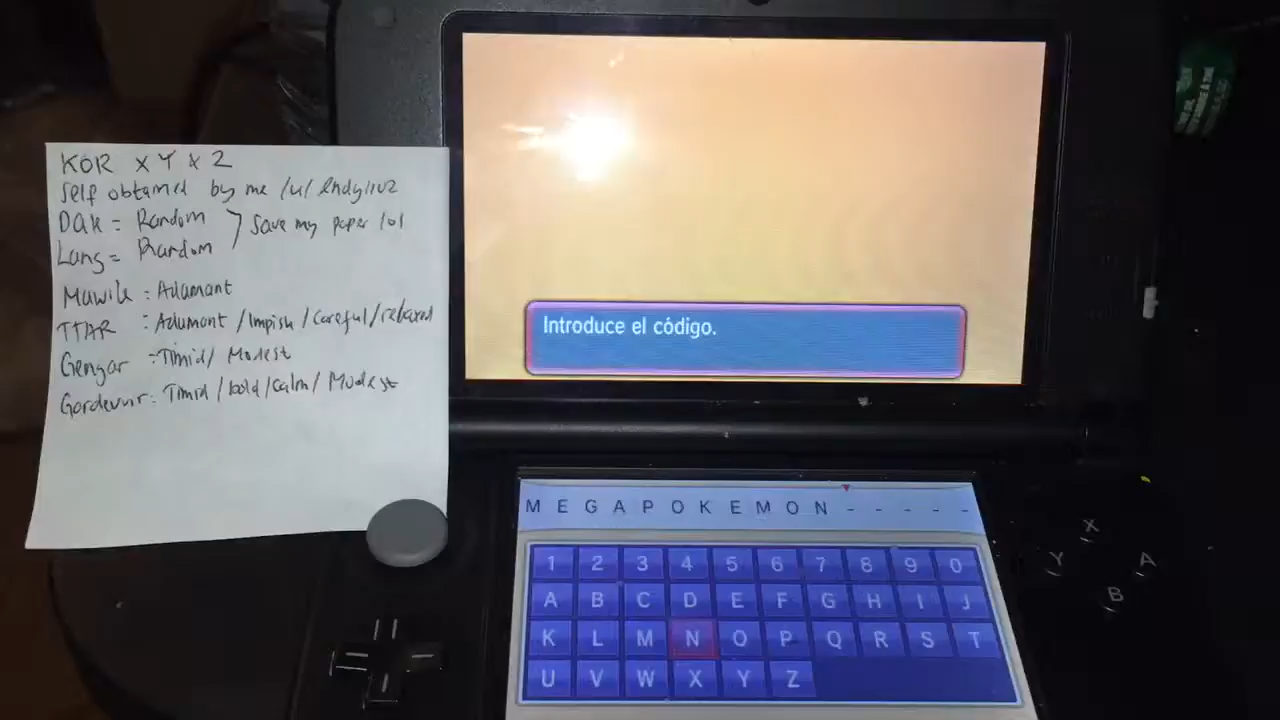 KOR XY x 2
Self obtained by me /u/
DAK = Random } Save my paper lol
Lang = Random
Mawile : Adamant
TTAR : Adamant / Impish / Careful / relaxed
Gengar : Timid / Modest
Gardevoir : Timid / bold / calm / Modest
Introduce el código.
MEGAPOKEMON-----
1 2 3 4 5 6 7 8 9 0
A B C D E F G H I J
K L M N O P Q R S T
U V W X Y Z
X
Y A
B